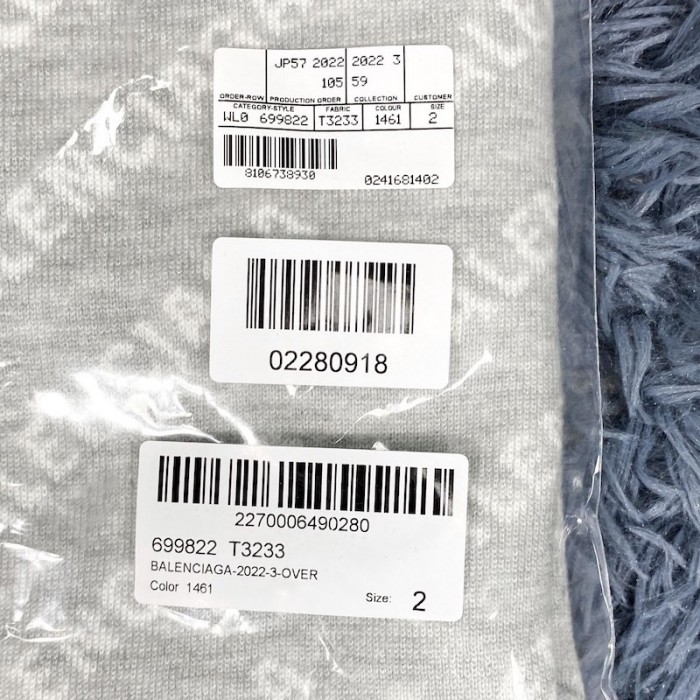 JP57 2022 2022 3
105 59
ORDER-ROW PRODUCTION ORDER COLLECTION CUSTOMER
CATEGORY-STYLE FABRIC COLOUR SIZE
WL0 699822 T3233 1461 2
8106738930
0241681402
02280918
2270006490280
699822 T3233
BALENCIAGA-2022-3-OVER
Color 1461
Size: 2